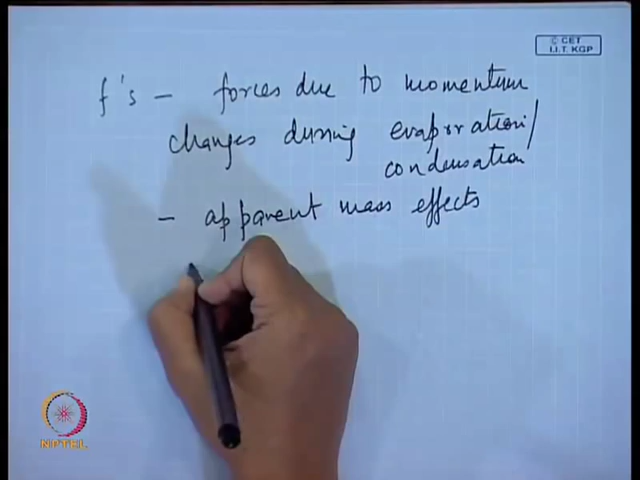 © CET
I.I.T. KGP
f's – forces due to momentum
changes during evaporation/
condensation
– apparent mass effects
NPTEL